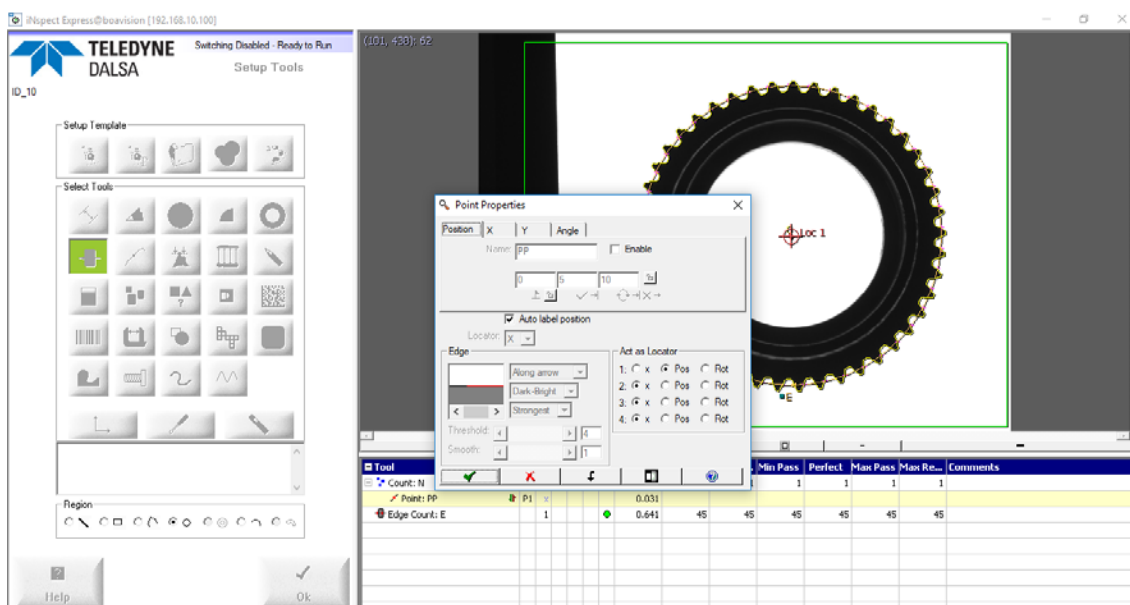 iNspect Express@boavision [192.168.10.100]
TELEDYNE
DALSA
Switching Disabled - Ready to Run
Setup Tools
ID_10
Setup Template
Select Tools
Region
Help
Ok
(101, 430): 62
Loc 1
E
Point Properties
Position X Y Angle
Name: PP Enable
0 5 10
Auto label position
Locator: X
Edge
Along arrow
Dark-Bright
Strongest
Threshold: 4
Smooth: 1
Act as Locator
1: x Pos Rot
2: x Pos Rot
3: x Pos Rot
4: x Pos Rot
Tool Min Pass Perfect Max Pass Max Re... Comments
Count: N 1 1 1 1
Point: PP P1 x 0.031
Edge Count: E 1 0.641 45 45 45 45 45 45